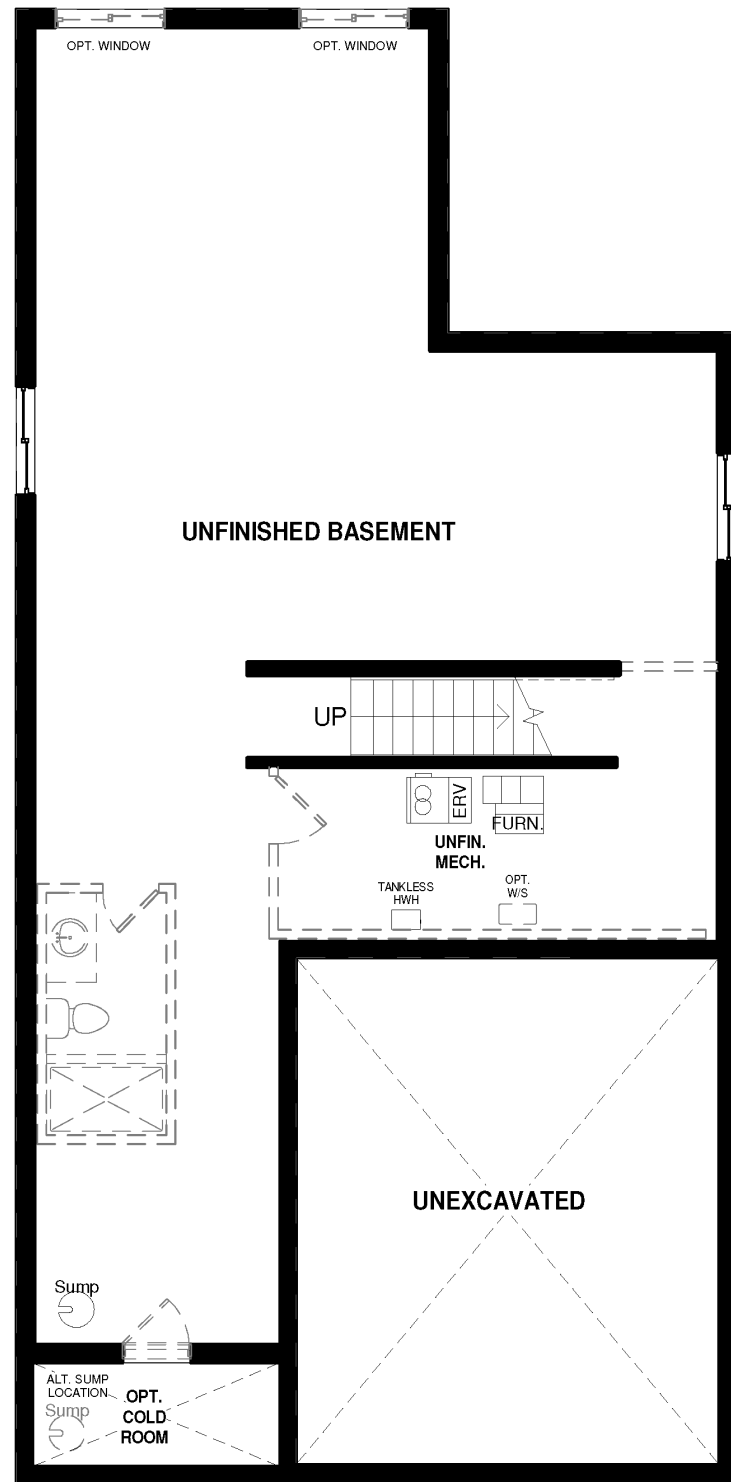 OPT. WINDOW
OPT. WINDOW
UNFINISHED BASEMENT
UP
ERV
FURN.
UNFIN.
MECH.
TANKLESS
HWH
OPT.
W/S
UNEXCAVATED
Sump
ALT. SUMP
LOCATION
Sump
OPT.
COLD
ROOM